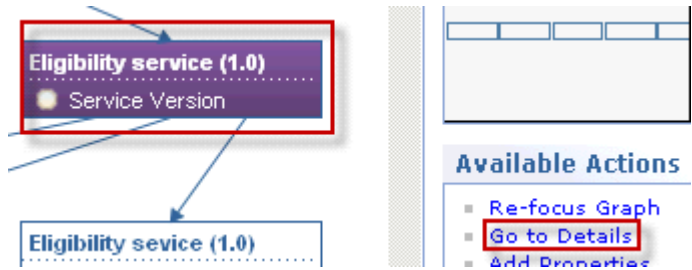 Eligibility service (1.0)
Service Version
Eligibility sevice (1.0)
Available Actions
Re-focus Graph
Go to Details
Add Properties